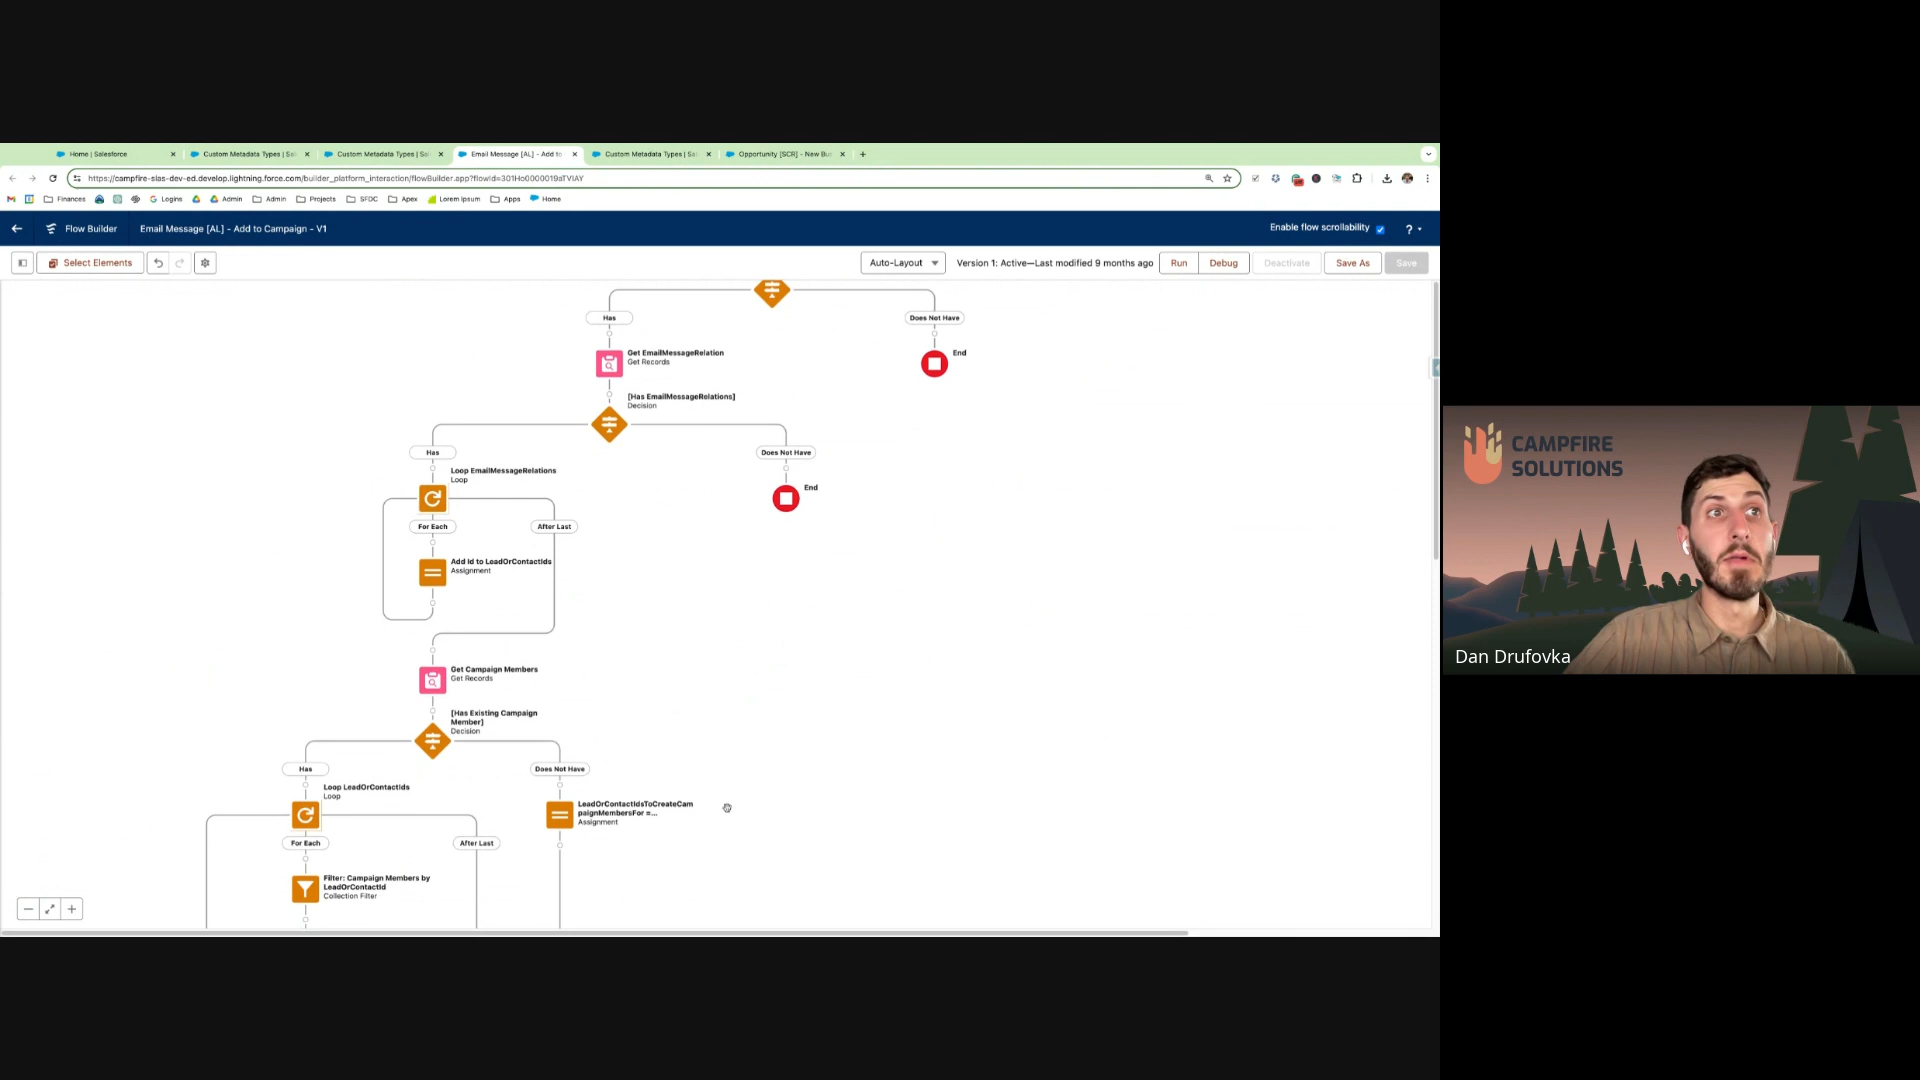 Home | Salesforce
Custom Metadata Types | Sa
Custom Metadata Types | Sa
Email Message [AL] - Add to
Custom Metadata Types | Sa
Opportunity [SCR] - New Bu
https://campfire-slas-dev-ed.develop.lightning.force.com/builder_platform_interaction/flowBuilder.app?flowId=301Ho0000019aTVIAY
Finances
Logins
Admin
Admin
Projects
SFDC
Apex
Lorem Ipsum
Apps
Home
Flow Builder
Email Message [AL] - Add to Campaign - V1
Enable flow scrollability
?
Select Elements
Auto-Layout
Version 1: Active—Last modified 9 months ago
Run
Debug
Deactivate
Save As
Save
Has
Does Not Have
Get EmailMessageRelation
Get Records
End
[Has EmailMessageRelations]
Decision
Has
Does Not Have
Loop EmailMessageRelations
Loop
End
For Each
After Last
Add Id to LeadOrContactIds
Assignment
Get Campaign Members
Get Records
[Has Existing Campaign
Member]
Decision
Has
Does Not Have
Loop LeadOrContactIds
Loop
LeadOrContactIdsToCreateCam
paignMembersFor =...
Assignment
For Each
After Last
Filter: Campaign Members by
LeadOrContactId
Collection Filter
CAMPFIRE
SOLUTIONS
Dan Drufovka